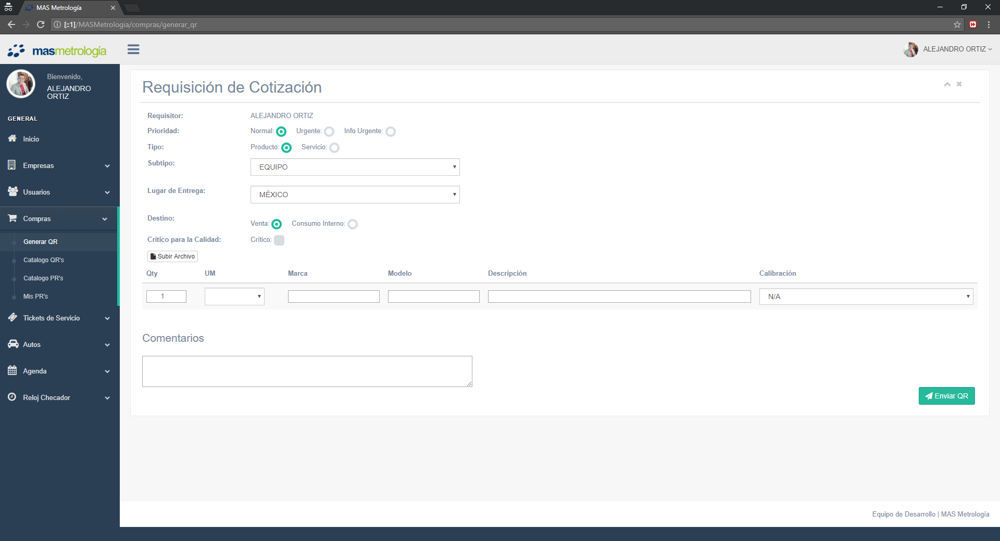 MAS Metrología
[::1]/MASMetrologia/compras/generar_qr
masmetrología
ALEJANDRO ORTIZ
Bienvenido,
ALEJANDRO
ORTIZ
GENERAL
Inicio
Empresas
Usuarios
Compras
Generar QR
Catalogo QR's
Catalogo PR's
Mis PR's
Tickets de Servicio
Autos
Agenda
Reloj Checador
Requisición de Cotización
Requisitor: ALEJANDRO ORTIZ
Prioridad: Normal: Urgente: Info Urgente:
Tipo: Producto: Servicio:
Subtipo: EQUIPO
Lugar de Entrega: MÉXICO
Destino: Venta: Consumo Interno:
Crítico para la Calidad: Crítico:
Subir Archivo
Qty UM Marca Modelo Descripción Calibración
1 N/A
Comentarios
Enviar QR
Equipo de Desarrollo | MAS Metrología